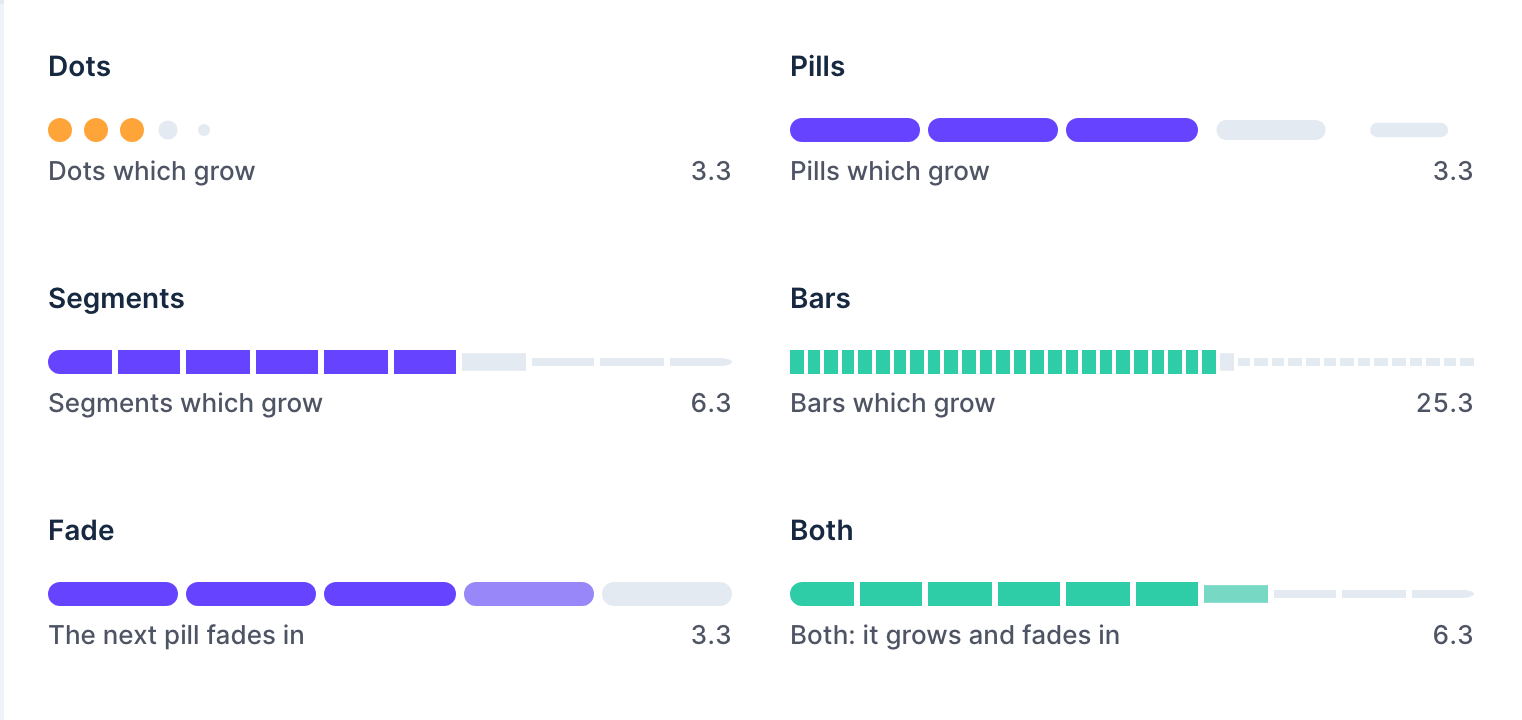 Dots
Dots which grow 3.3
Pills
Pills which grow 3.3
Segments
Segments which grow 6.3
Bars
Bars which grow 25.3
Fade
The next pill fades in 3.3
Both
Both: it grows and fades in 6.3